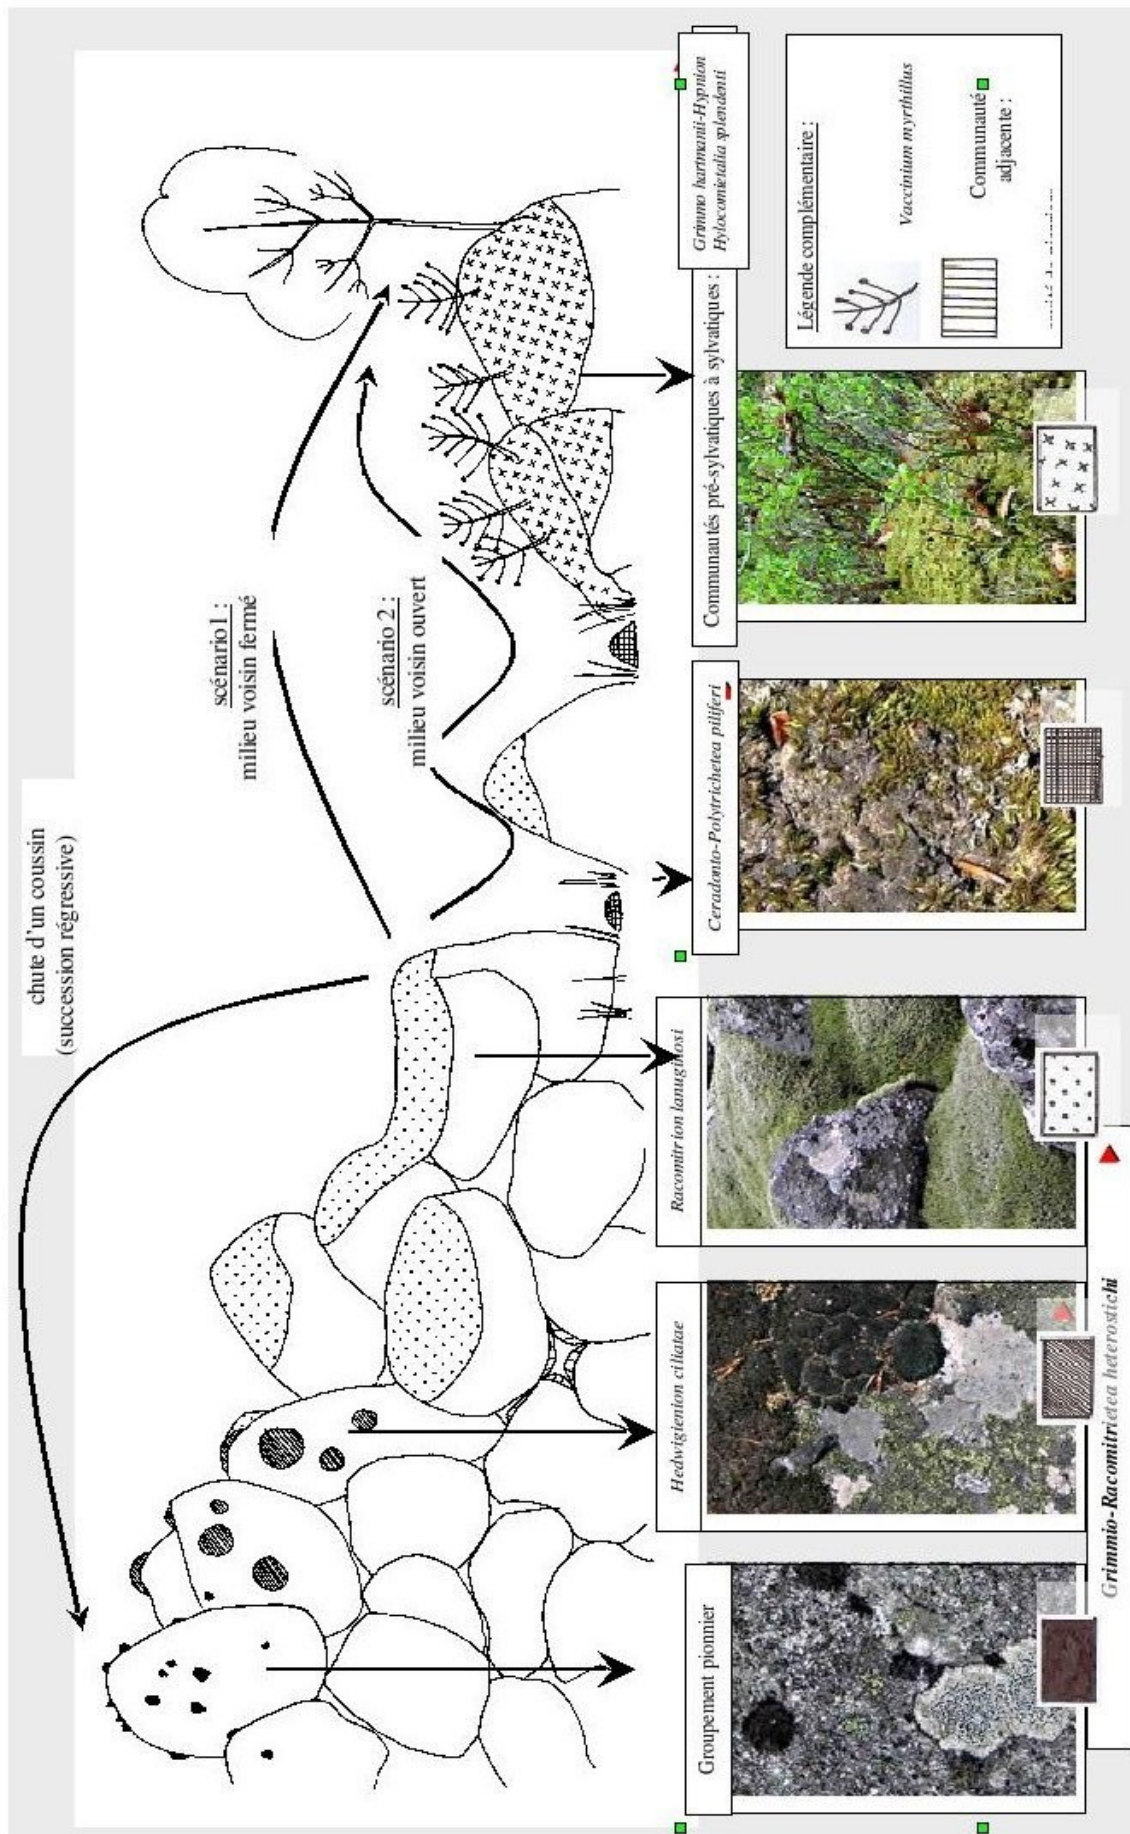 chute d'un coussin
(succession régressive)
scénario1 :
milieu voisin fermé
scénario 2 :
milieu voisin ouvert
Groupement pionnier
Hedwigienion ciliatae
Racomitrion lanuginosi
Ceradonto-Polytrichetea piliferi
Communautés pré-sylvatiques à sylvatiques :
Grimmo hartmanii-Hypnion
Hylocomietalia splendenti
Grimmio-Racomitrietea heterostichi
Légende complémentaire :
Vaccinium myrthillus
Communauté
adjacente :